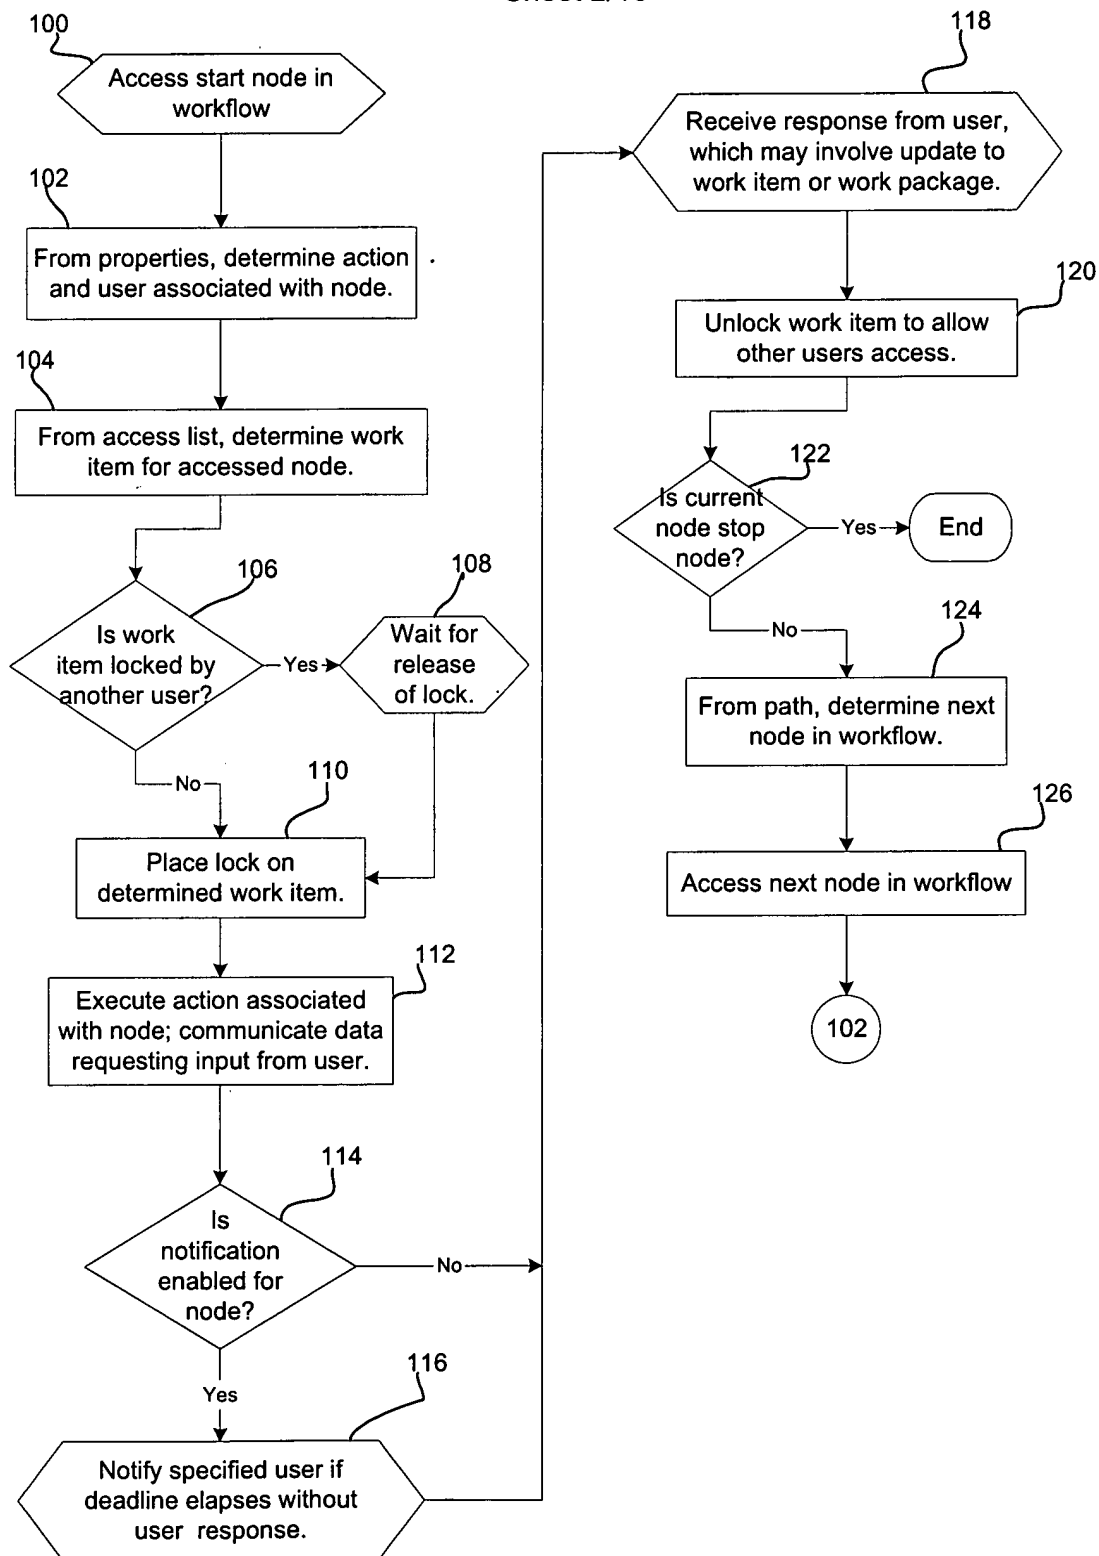 100
Access start node in
workflow
102
From properties, determine action
and user associated with node.
104
From access list, determine work
item for accessed node.
106
Is work
item locked by
another user?
Yes
108
Wait for
release
of lock.
No
110
Place lock on
determined work item.
112
Execute action associated
with node; communicate data
requesting input from user.
114
Is
notification
enabled for
node?
No
Yes
116
Notify specified user if
deadline elapses without
user response.
118
Receive response from user,
which may involve update to
work item or work package.
120
Unlock work item to allow
other users access.
122
Is current
node stop
node?
Yes
End
No
124
From path, determine next
node in workflow.
126
Access next node in workflow
102